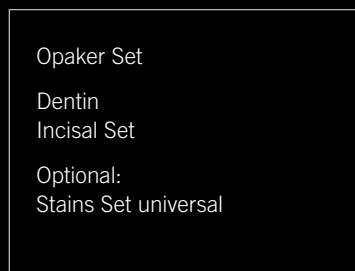 Opaker Set
Dentin
Incisal Set
Optional:
Stains Set universal